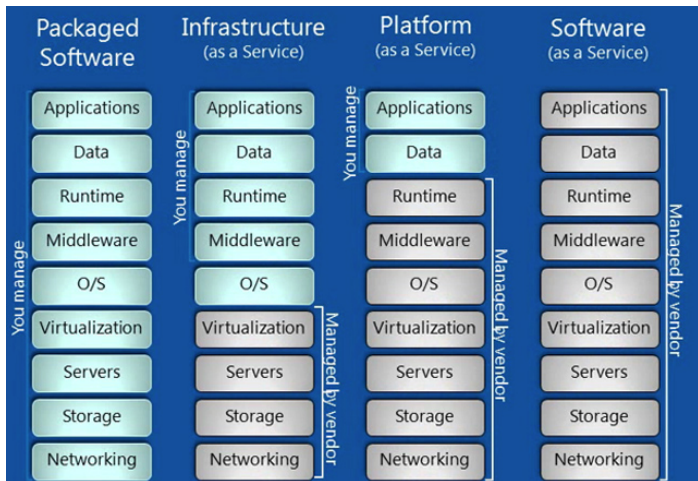 Packaged
Software
You manage
Applications
Data
Runtime
Middleware
O/S
Virtualization
Servers
Storage
Networking
Infrastructure
(as a Service)
You manage
Applications
Data
Runtime
Middleware
O/S
Virtualization
Servers
Storage
Networking
Managed by vendor
Platform
(as a Service)
You manage
Applications
Data
Runtime
Middleware
O/S
Virtualization
Servers
Storage
Networking
Managed by vendor
Software
(as a Service)
Applications
Data
Runtime
Middleware
O/S
Virtualization
Servers
Storage
Networking
Managed by vendor